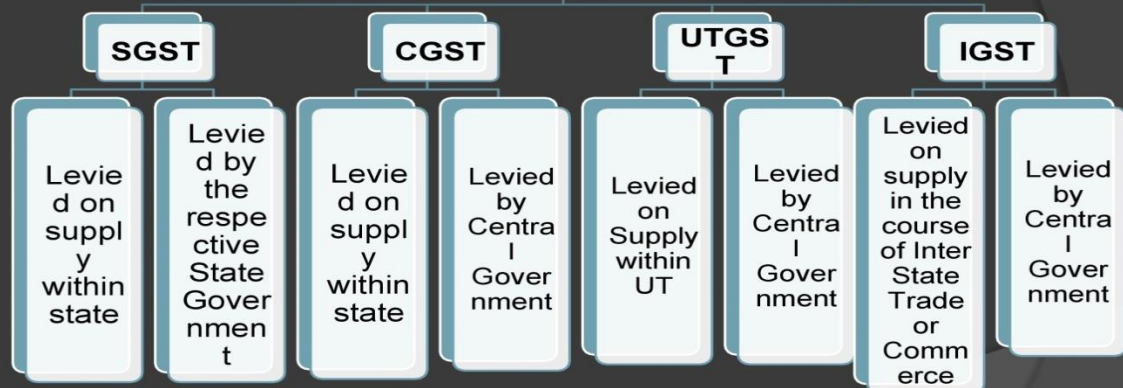 SGST
CGST
UTGS
T
IGST
Levie
d on
suppl
y
within
state
Levie
d by
the
respe
ctive
State
Gover
nmen
t
Levie
d on
suppl
y
within
state
Levied
by
Centra
l
Gover
nment
Levied
on
Supply
within
UT
Levied
by
Centra
l
Gover
nment
Levied
on
supply
in the
course
of Inter
State
Trade
or
Comm
erce
Levied
by
Centra
l
Gover
nment